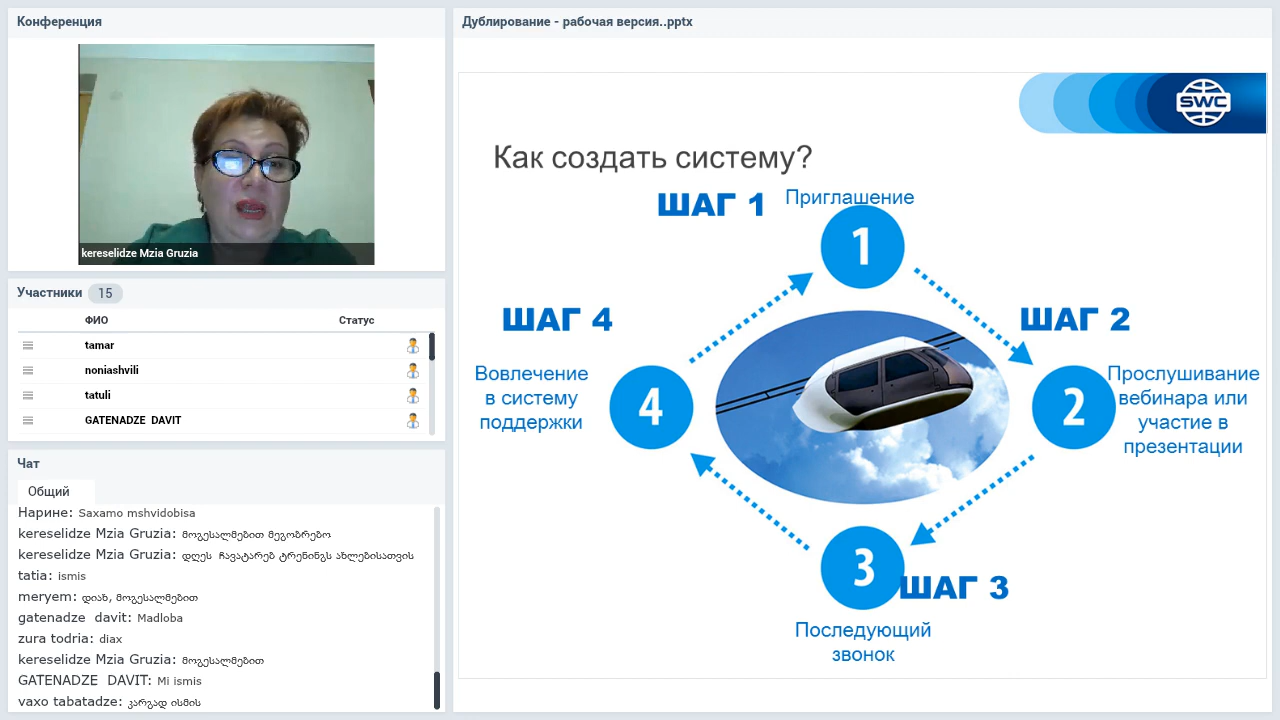 Конференция
kereselidze Mzia Gruzia
Участники 15
ФИО Статус
tamar
noniashvili
tatuli
GATENADZE DAVIT
Чат
Общий
Нарине: Saxamo mshvidobisa
kereselidze Mzia Gruzia: მოგესალმებით მეგობრებო
kereselidze Mzia Gruzia: დღეს ჩავატარებ ტრენინგს ახლებისათვის
tatia: ismis
meryem: დიახ, მოგესალმებით
gatenadze davit: Madloba
zura todria: diax
kereselidze Mzia Gruzia: მოგესალმებით
GATENADZE DAVIT: Mi ismis
vaxo tabatadze: კარგად ისმის
Дублирование - рабочая версия..pptx
SWC
Как создать систему?
ШАГ 1 Приглашение
1
ШАГ 2
2
Прослушивание
вебинара или
участие в
презентации
3
ШАГ 3
Последующий
звонок
ШАГ 4
4
Вовлечение
в систему
поддержки